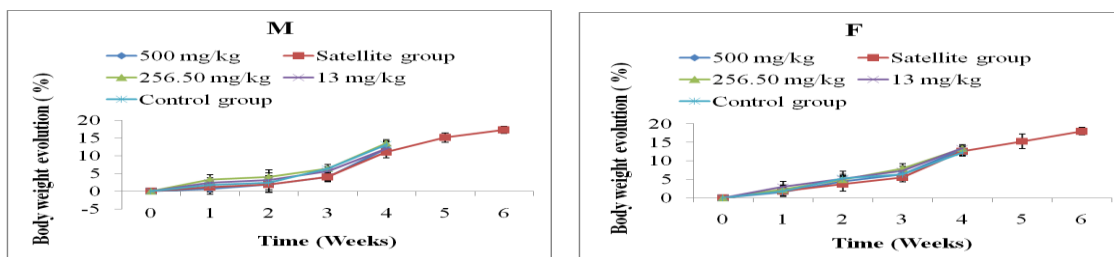 M
500 mg/kg
Satellite group
256.50 mg/kg
13 mg/kg
Control group
Body weight evolution ( %)
20
15
10
5
0
-5
0 1 2 3 4 5 6
Time (Weeks)
F
500 mg/kg
Satellite group
256.50 mg/kg
13 mg/kg
Control group
Body weight evolution ( %)
20
15
10
5
0
0 1 2 3 4 5 6
Time (Weeks)